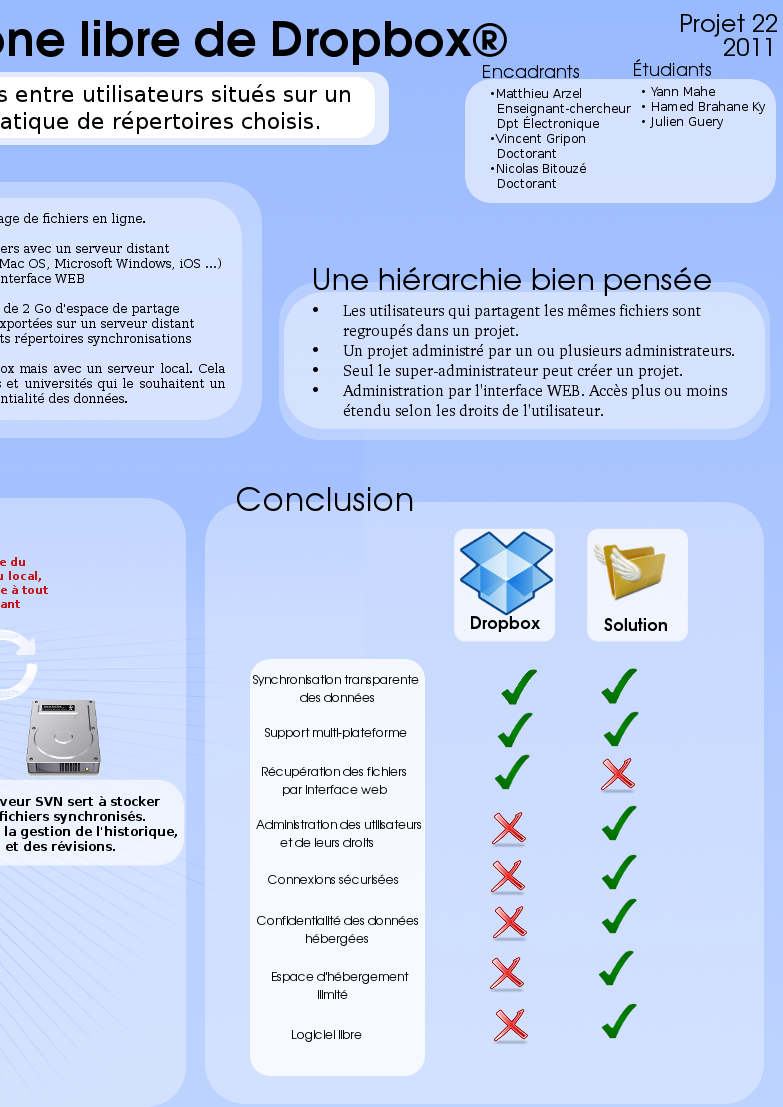 one libre de Dropbox®
Projet 22
2011
s entre utilisateurs situés sur un
atique de répertoires choisis.
Encadrants
•Matthieu Arzel
Enseignant-chercheur
Dpt Électronique
•Vincent Gripon
Doctorant
•Nicolas Bitouzé
Doctorant
Étudiants
• Yann Mahe
• Hamed Brahane Ky
• Julien Guery
age de fichiers en ligne.
ers avec un serveur distant
Mac OS, Microsoft Windows, iOS ...)
nterface WEB
de 2 Go d'espace de partage
xportées sur un serveur distant
ts répertoires synchronisations
ox mais avec un serveur local. Cela
s et universités qui le souhaitent un
ntialité des données.
Une hiérarchie bien pensée
• Les utilisateurs qui partagent les mêmes fichiers sont
regroupés dans un projet.
• Un projet administré par un ou plusieurs administrateurs.
• Seul le super-administrateur peut créer un projet.
• Administration par l'interface WEB. Accès plus ou moins
étendu selon les droits de l'utilisateur.
e du
u local,
e à tout
ant
veur SVN sert à stocker
fichiers synchronisés.
la gestion de l'historique,
et des révisions.
Conclusion
Dropbox
Solution
Synchronisation transparente
des données
Support multi-plateforme
Récupération des fichiers
par interface web
Administration des utilisateurs
et de leurs droits
Connexions sécurisées
Confidentialité des données
hébergées
Espace d'hébergement
illimité
Logiciel libre